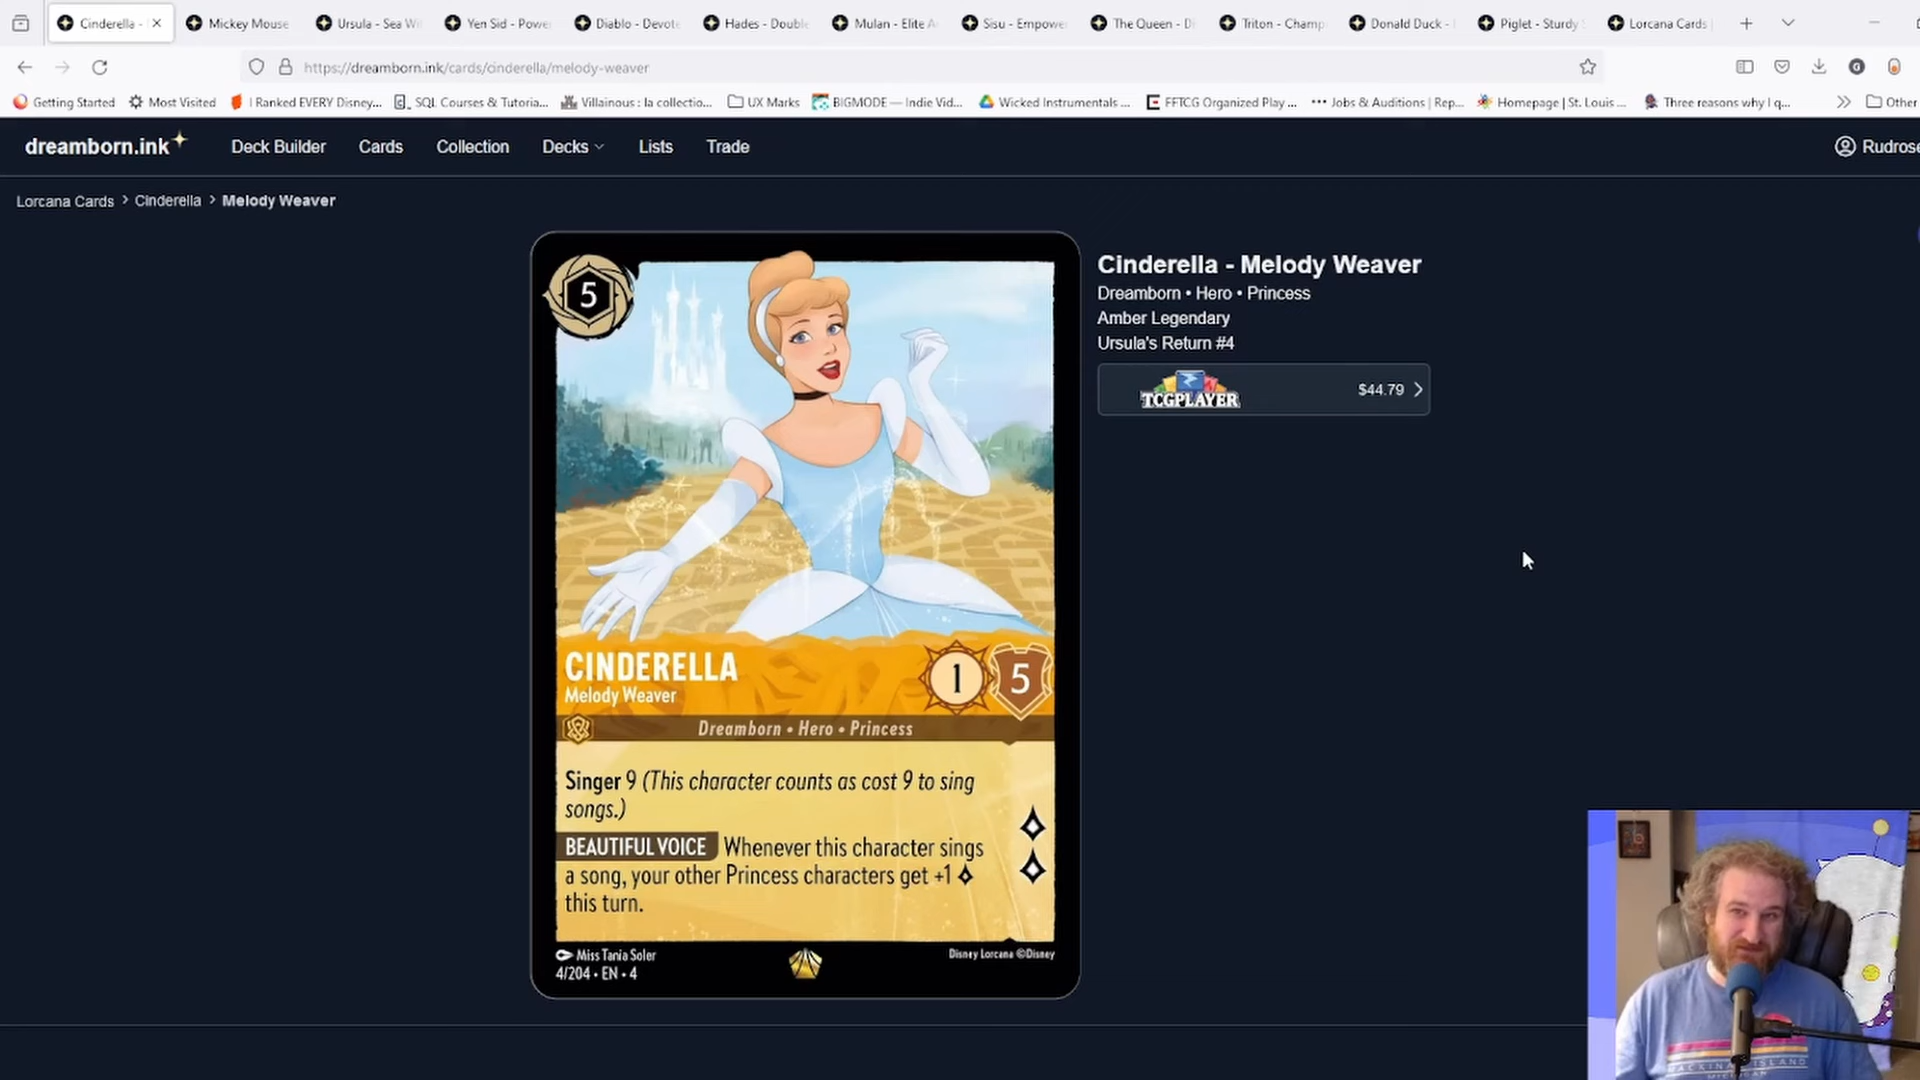 Cinderella -
Mickey Mouse
Ursula - Sea Wi
Yen Sid - Powe
Diablo - Devote
Hades - Double
Mulan - Elite A
Sisu - Empowe
The Queen - Di
Triton - Champ
Donald Duck -
Piglet - Sturdy S
Lorcana Cards |
https://dreamborn.ink/cards/cinderella/melody-weaver
Getting Started
Most Visited
I Ranked EVERY Disney...
SQL Courses & Tutoria...
Villainous : la collectio...
UX Marks
BIGMODE — Indie Vid...
Wicked Instrumentals ...
FFTCG Organized Play ...
Jobs & Auditions | Rep...
Homepage | St. Louis ...
Three reasons why I q...
Other
dreamborn.ink
Deck Builder
Cards
Collection
Decks
Lists
Trade
Rudrose
Lorcana Cards > Cinderella > Melody Weaver
5
CINDERELLA
Melody Weaver
1
5
Dreamborn • Hero • Princess
Singer 9 (This character counts as cost 9 to sing
songs.)
BEAUTIFUL VOICE Whenever this character sings
a song, your other Princess characters get +1
this turn.
Miss Tania Soler
4/204 • EN • 4
Disney Lorcana ©Disney
Cinderella - Melody Weaver
Dreamborn • Hero • Princess
Amber Legendary
Ursula's Return #4
TCGPLAYER
$44.79